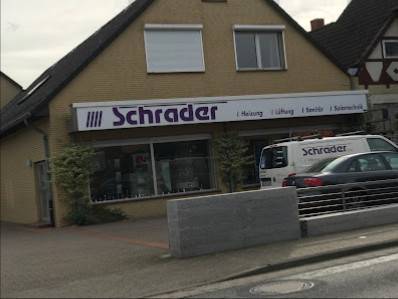 Schrader / Heizung / Lüftung / Sanitär / Solartechnik
Schrader